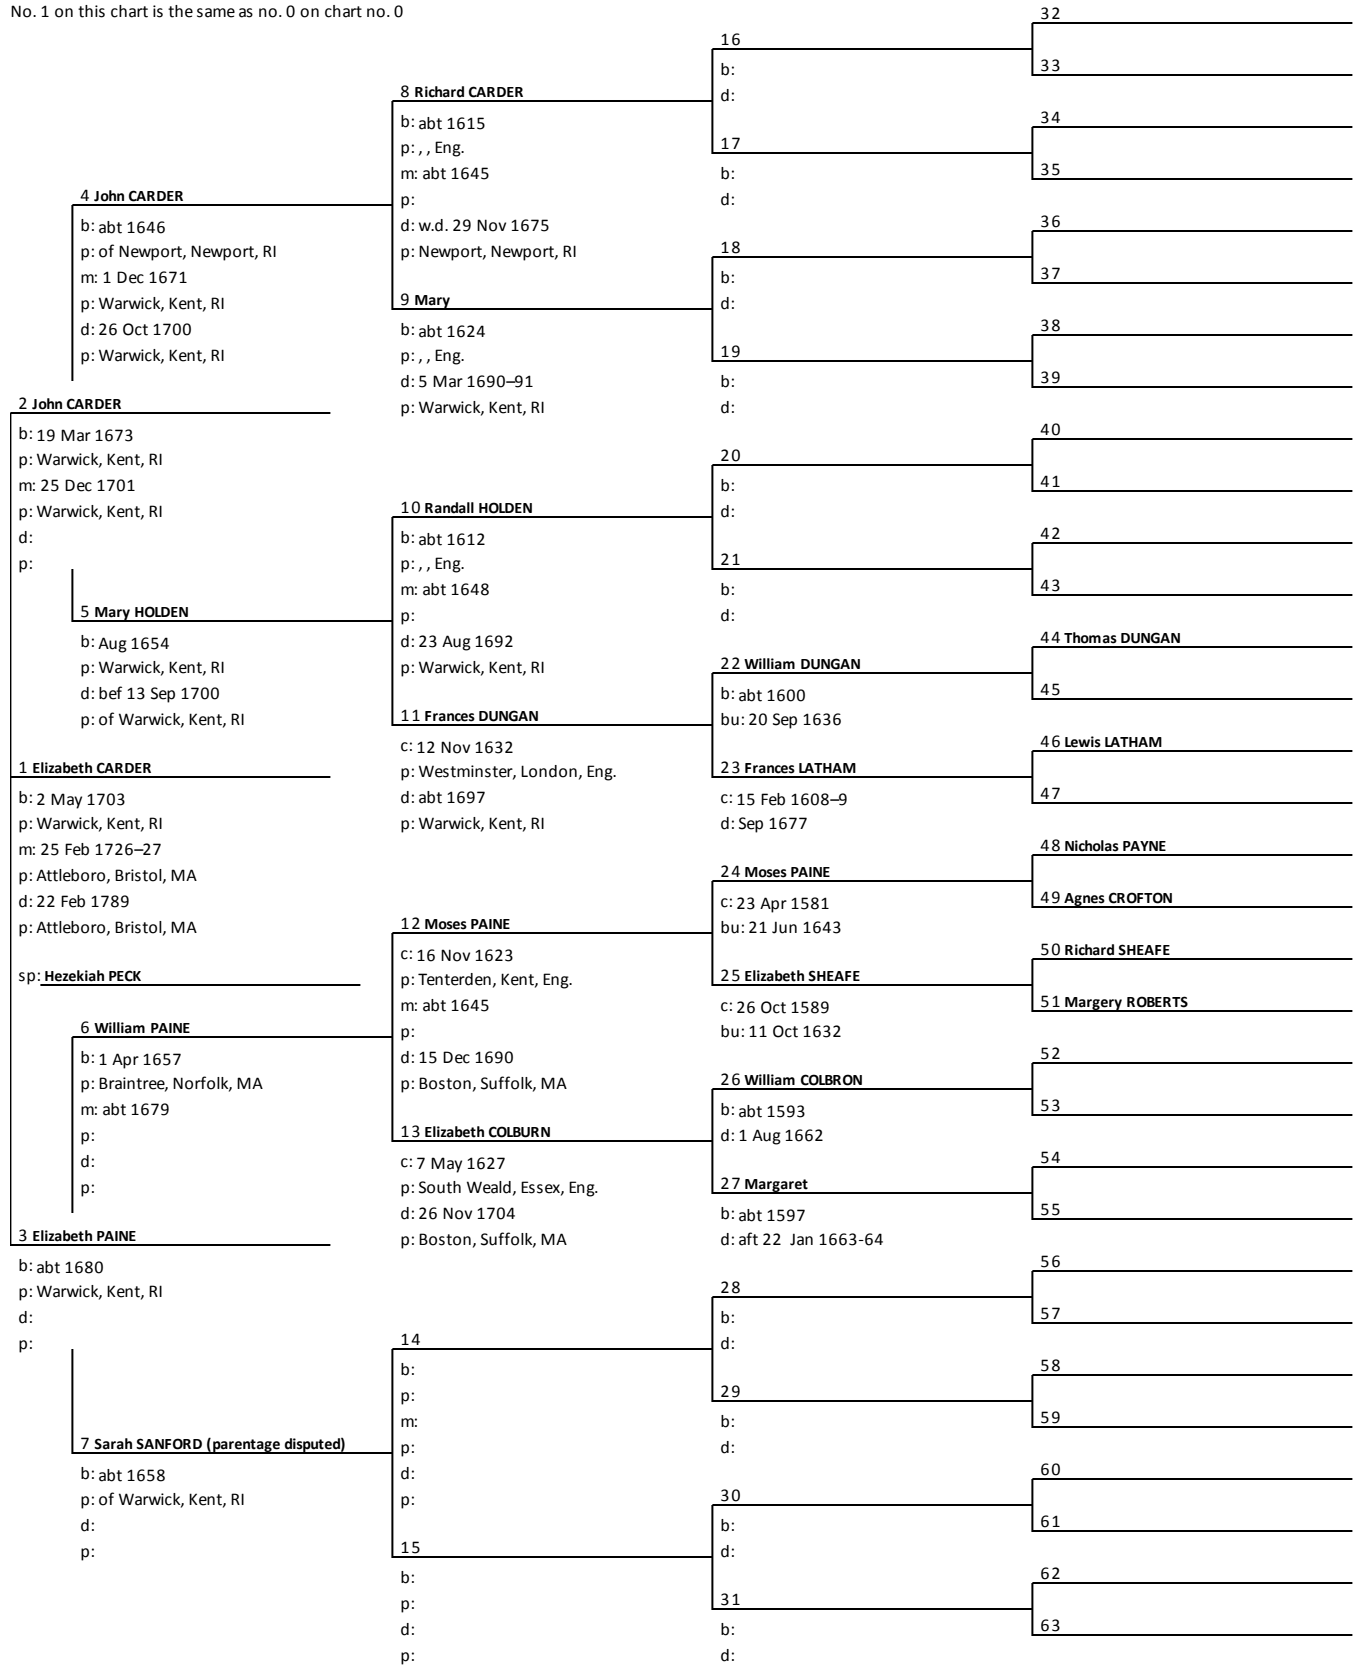 No. 1 on this chart is the same as no. 0 on chart no. 0
2 John CARDER
b: 19 Mar 1673
p: Warwick, Kent, RI
m: 25 Dec 1701
p: Warwick, Kent, RI
d:
p:
1 Elizabeth CARDER
b: 2 May 1703
p: Warwick, Kent, RI
m: 25 Feb 1726–27
p: Attleboro, Bristol, MA
d: 22 Feb 1789
p: Attleboro, Bristol, MA
sp: Hezekiah PECK
3 Elizabeth PAINE
b: abt 1680
p: Warwick, Kent, RI
d:
p:
4 John CARDER
b: abt 1646
p: of Newport, Newport, RI
m: 1 Dec 1671
p: Warwick, Kent, RI
d: 26 Oct 1700
p: Warwick, Kent, RI
5 Mary HOLDEN
b: Aug 1654
p: Warwick, Kent, RI
d: bef 13 Sep 1700
p: of Warwick, Kent, RI
6 William PAINE
b: 1 Apr 1657
p: Braintree, Norfolk, MA
m: abt 1679
p:
d:
p:
7 Sarah SANFORD (parentage disputed)
b: abt 1658
p: of Warwick, Kent, RI
d:
p:
8 Richard CARDER
b: abt 1615
p: , , Eng.
m: abt 1645
p:
d: w.d. 29 Nov 1675
p: Newport, Newport, RI
9 Mary
b: abt 1624
p: , , Eng.
d: 5 Mar 1690–91
p: Warwick, Kent, RI
10 Randall HOLDEN
b: abt 1612
p: , , Eng.
m: abt 1648
p:
d: 23 Aug 1692
p: Warwick, Kent, RI
11 Frances DUNGAN
c: 12 Nov 1632
p: Westminster, London, Eng.
d: abt 1697
p: Warwick, Kent, RI
12 Moses PAINE
c: 16 Nov 1623
p: Tenterden, Kent, Eng.
m: abt 1645
p:
d: 15 Dec 1690
p: Boston, Suffolk, MA
13 Elizabeth COLBURN
c: 7 May 1627
p: South Weald, Essex, Eng.
d: 26 Nov 1704
p: Boston, Suffolk, MA
14
b:
p:
m:
p:
d:
p:
15
b:
p:
d:
p:
16
b:
d:
17
b:
d:
18
b:
d:
19
b:
d:
20
b:
d:
21
b:
d:
22 William DUNGAN
b: abt 1600
bu: 20 Sep 1636
23 Frances LATHAM
c: 15 Feb 1608–9
d: Sep 1677
24 Moses PAINE
c: 23 Apr 1581
bu: 21 Jun 1643
25 Elizabeth SHEAFE
c: 26 Oct 1589
bu: 11 Oct 1632
26 William COLBRON
b: abt 1593
d: 1 Aug 1662
27 Margaret
b: abt 1597
d: aft 22 Jan 1663-64
28
b:
d:
29
b:
d:
30
b:
d:
31
b:
d:
32
33
34
35
36
37
38
39
40
41
42
43
44 Thomas DUNGAN
45
46 Lewis LATHAM
47
48 Nicholas PAYNE
49 Agnes CROFTON
50 Richard SHEAFE
51 Margery ROBERTS
52
53
54
55
56
57
58
59
60
61
62
63